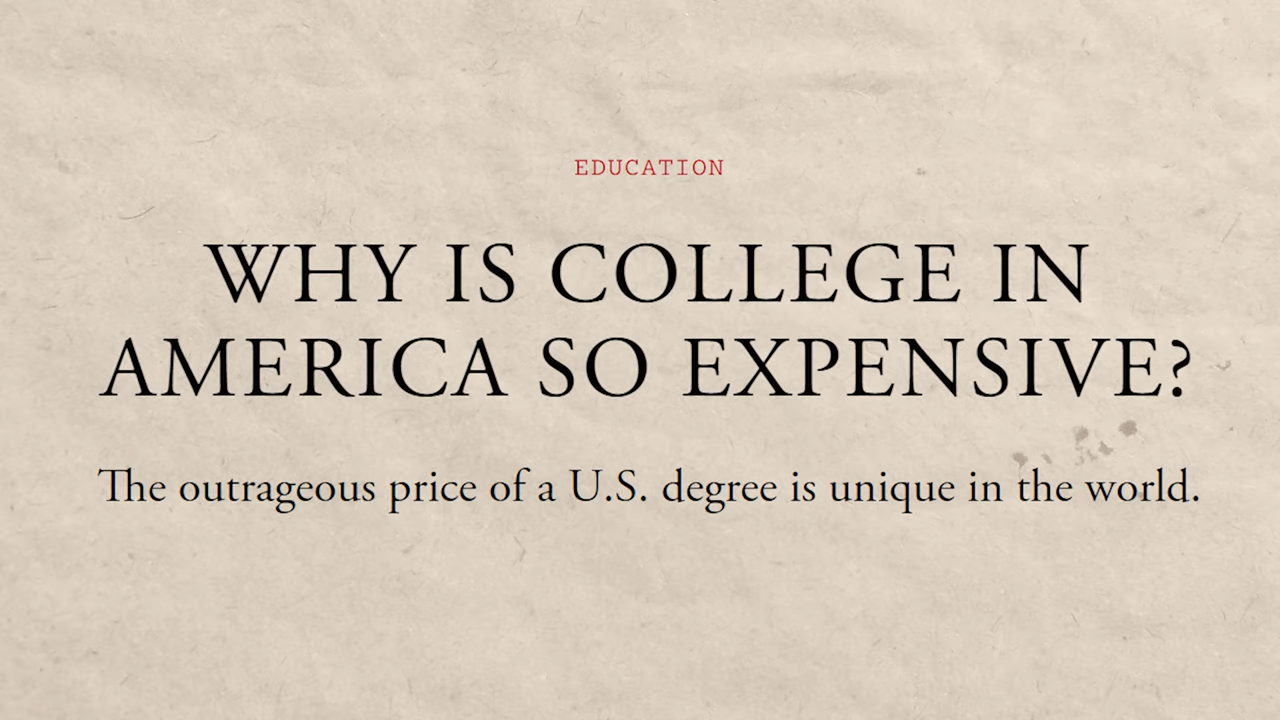 EDUCATION
WHY IS COLLEGE IN
AMERICA SO EXPENSIVE?
The outrageous price of a U.S. degree is unique in the world.